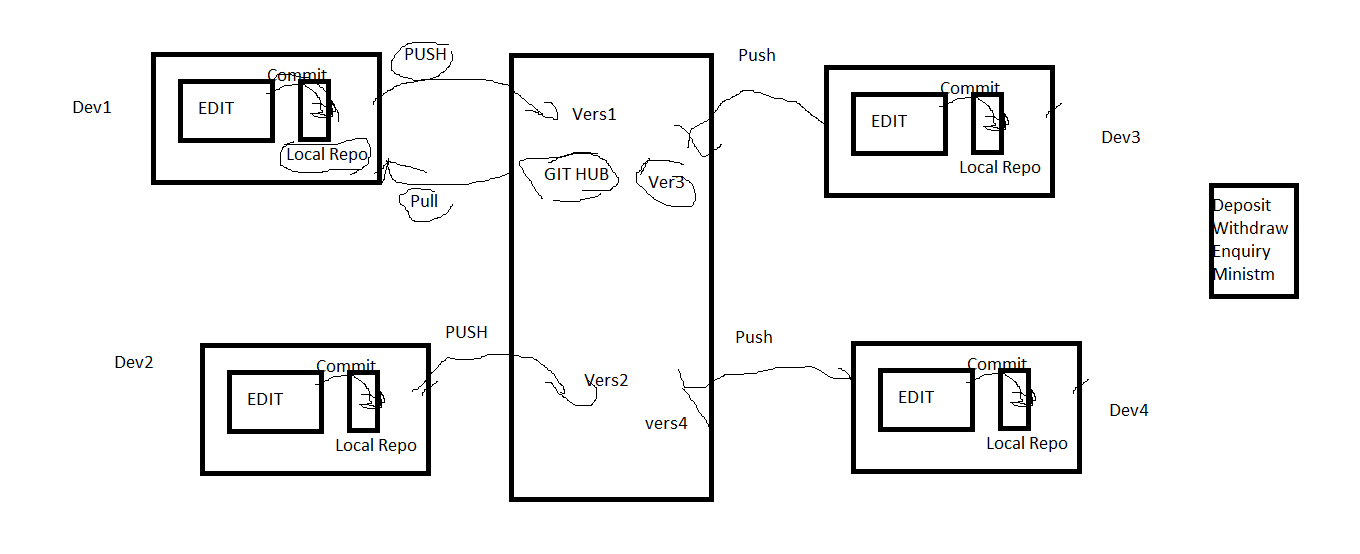 PUSH
Push
Commit
Commit
Dev1
EDIT
Vers1
EDIT
Dev3
Local Repo
Local Repo
GIT HUB
Ver3
Pull
Deposit
Withdraw
Enquiry
Ministm
PUSH
Push
Dev2
Commit
Commit
EDIT
Vers2
EDIT
Dev4
vers4
Local Repo
Local Repo